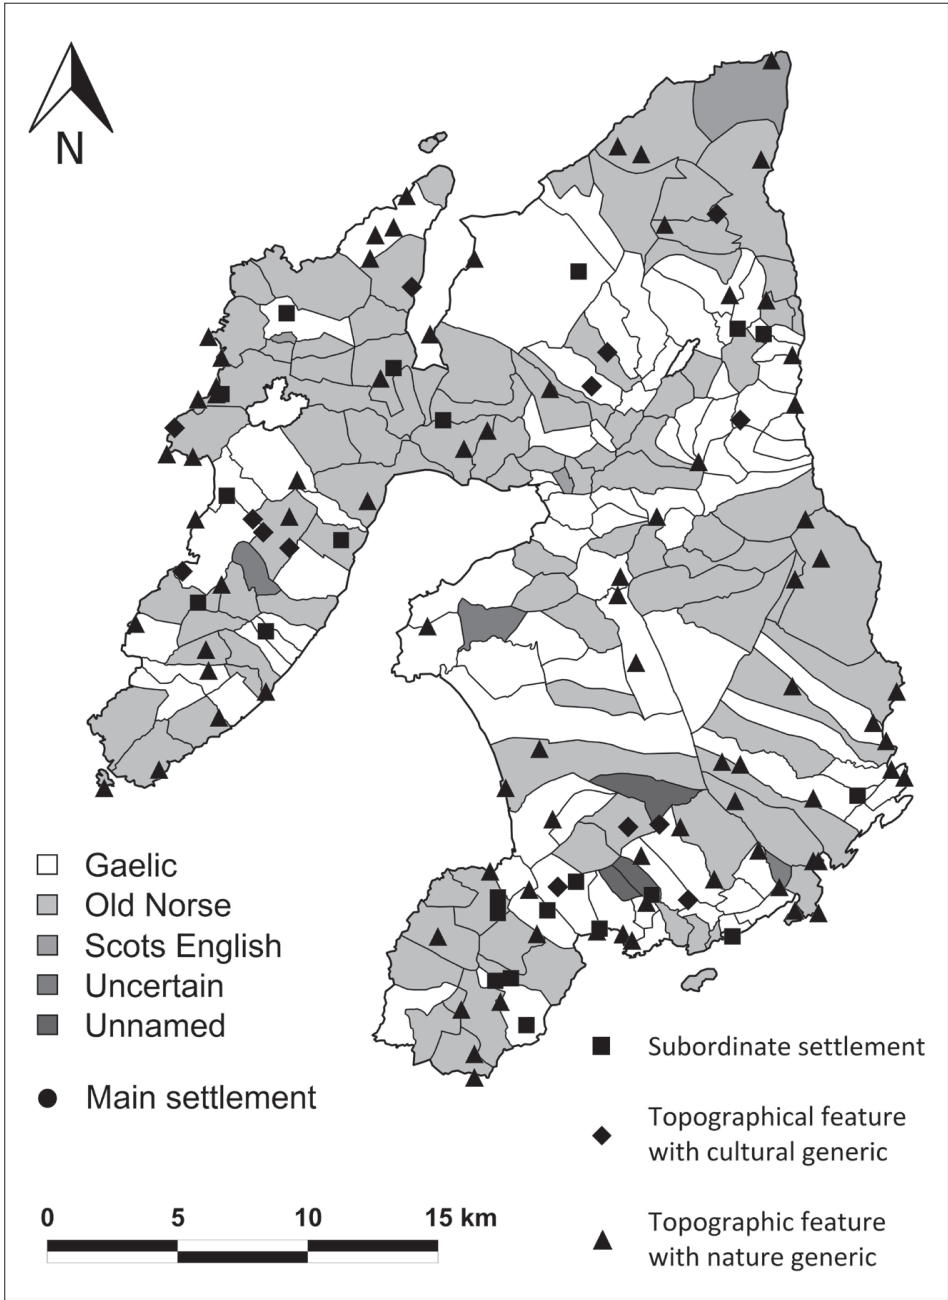 N
Gaelic
Old Norse
Scots English
Uncertain
Unnamed
Main settlement
Subordinate settlement
Topographical feature
with cultural generic
Topographic feature
with nature generic
0 5 10 15 km